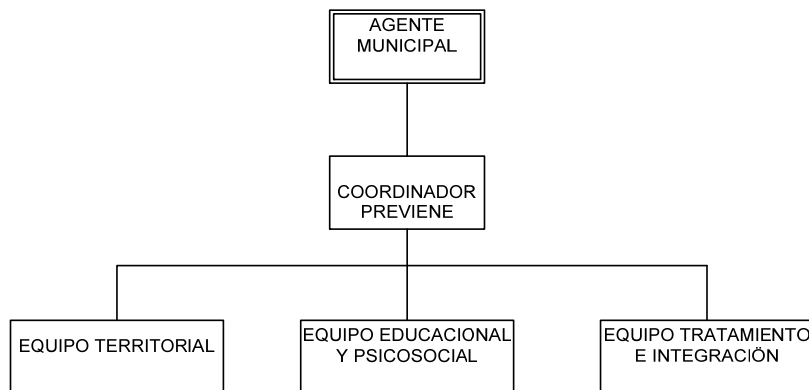 AGENTE
MUNICIPAL
COORDINADOR
PREVIENE
EQUIPO TERRITORIAL
EQUIPO EDUCACIONAL
Y PSICOSOCIAL
EQUIPO TRATAMIENTO
E INTEGRACIÖN